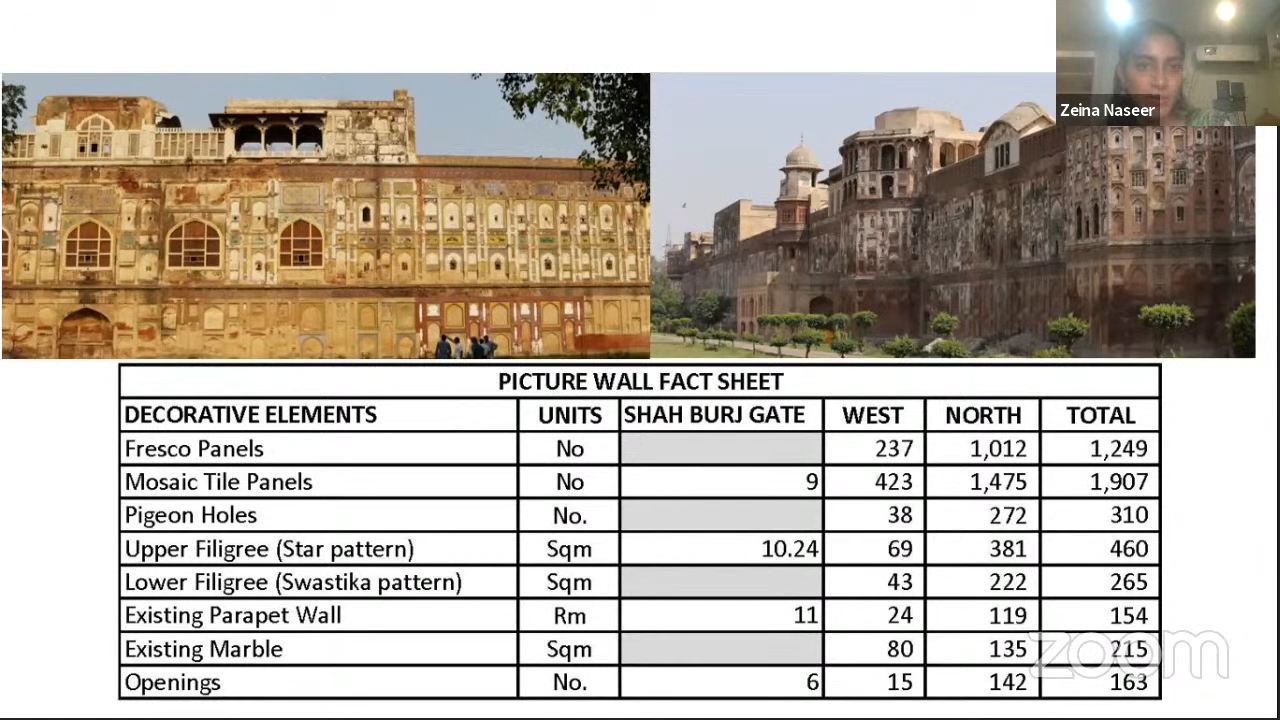 Zeina Naseer
PICTURE WALL FACT SHEET
DECORATIVE ELEMENTS UNITS SHAH BURJ GATE WEST NORTH TOTAL
Fresco Panels No 237 1,012 1,249
Mosaic Tile Panels No 9 423 1,475 1,907
Pigeon Holes No. 38 272 310
Upper Filigree (Star pattern) Sqm 10.24 69 381 460
Lower Filigree (Swastika pattern) Sqm 43 222 265
Existing Parapet Wall Rm 11 24 119 154
Existing Marble Sqm 80 135 215
Openings No. 6 15 142 163
zoom